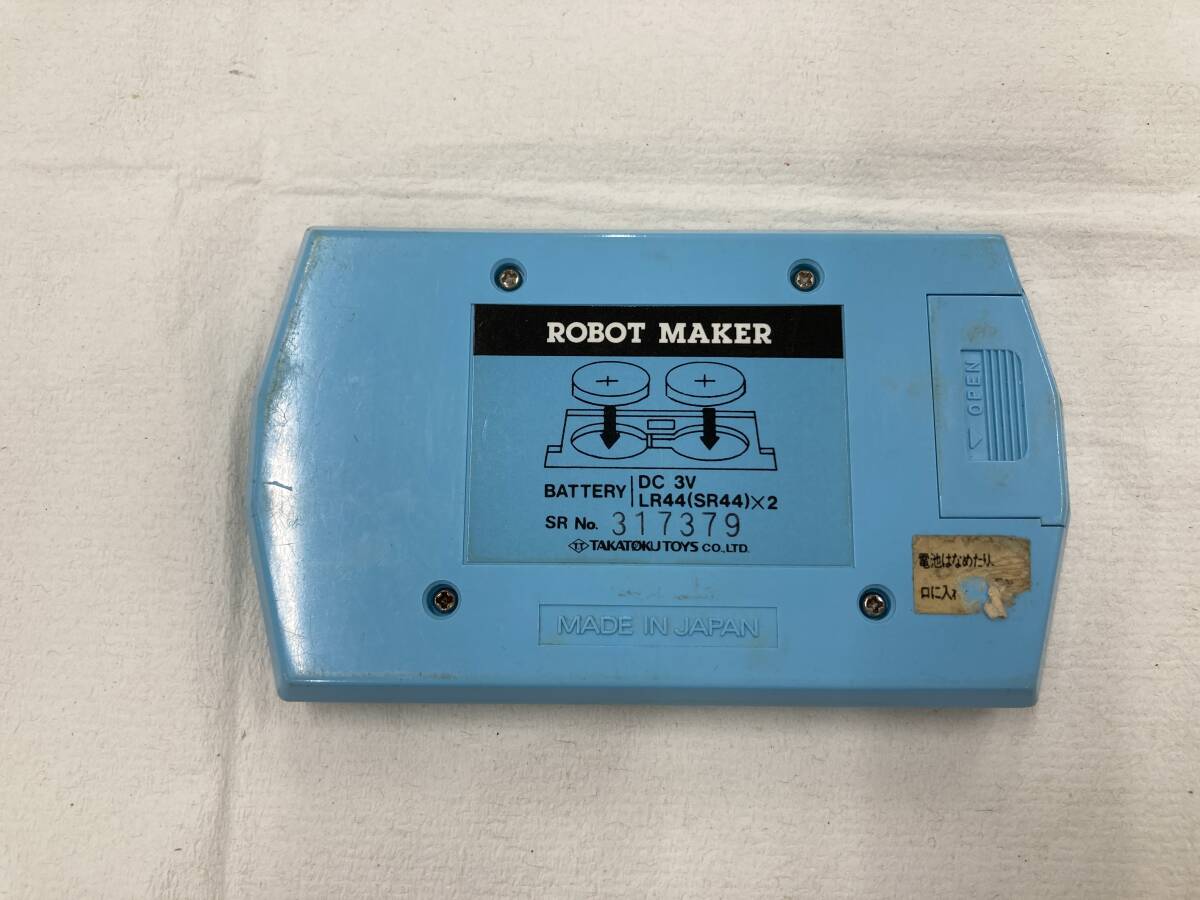 ROBOT MAKER
+ +
BATTERY DC 3V
LR44(SR44)×2
SR No. 317379
TT TAKATOKU TOYS CO.,LTD.
OPEN
電池はなめたり、
口に入
MADE IN JAPAN